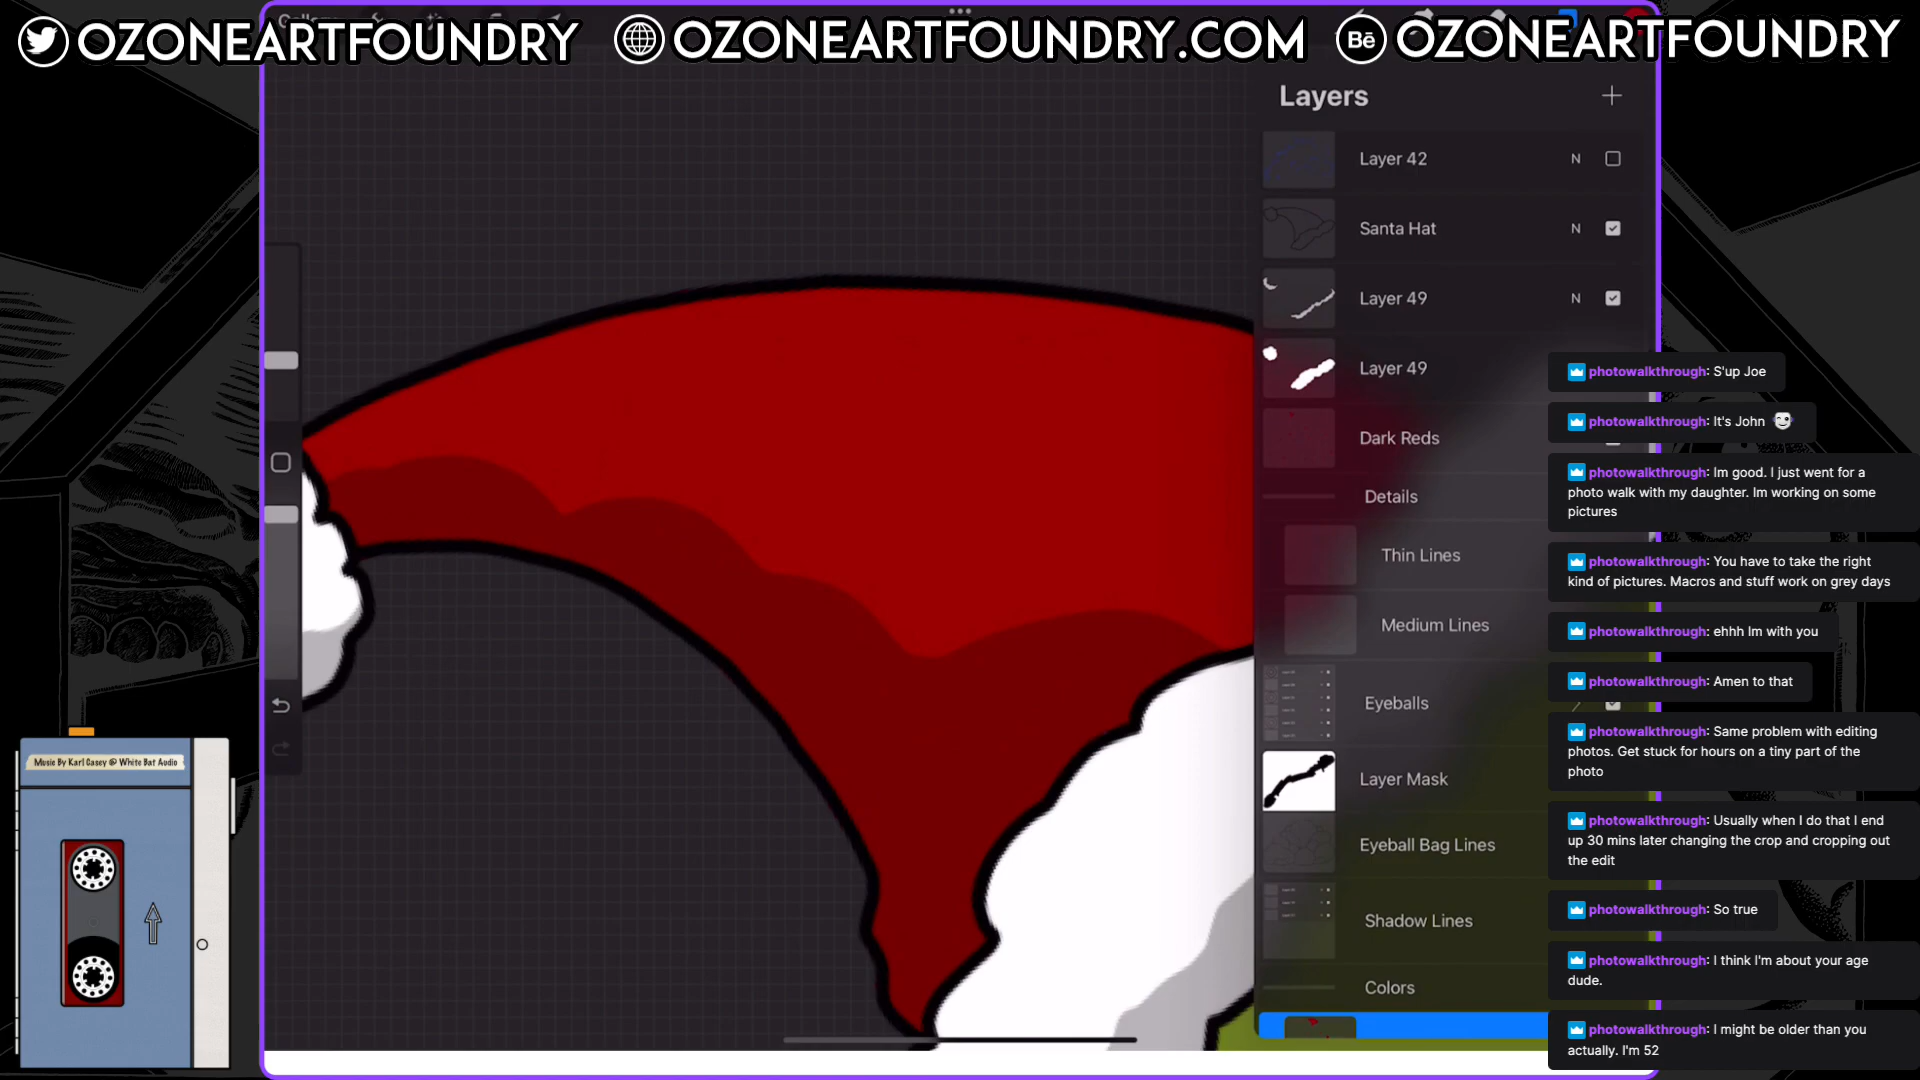 OZONEARTFOUNDRY
OZONEARTFOUNDRY.COM
Bē OZONEARTFOUNDRY
Layers
Layer 42 N
Santa Hat N
Layer 49 N
Layer 49
Dark Reds
Details
Thin Lines
Medium Lines
Eyeballs
Layer Mask
Eyeball Bag Lines
Shadow Lines
Colors
photowalkthrough: S'up Joe
photowalkthrough: It's John
photowalkthrough: Im good. I just went for a
photo walk with my daughter. Im working on some
pictures
photowalkthrough: You have to take the right
kind of pictures. Macros and stuff work on grey days
photowalkthrough: ehhh Im with you
photowalkthrough: Amen to that
photowalkthrough: Same problem with editing
photos. Get stuck for hours on a tiny part of the
photo
photowalkthrough: Usually when I do that I end
up 30 mins later changing the crop and cropping out
the edit
photowalkthrough: So true
photowalkthrough: I think I'm about your age
dude.
photowalkthrough: I might be older than you
actually. I'm 52
Music By Karl Casey @ White Bat Audio